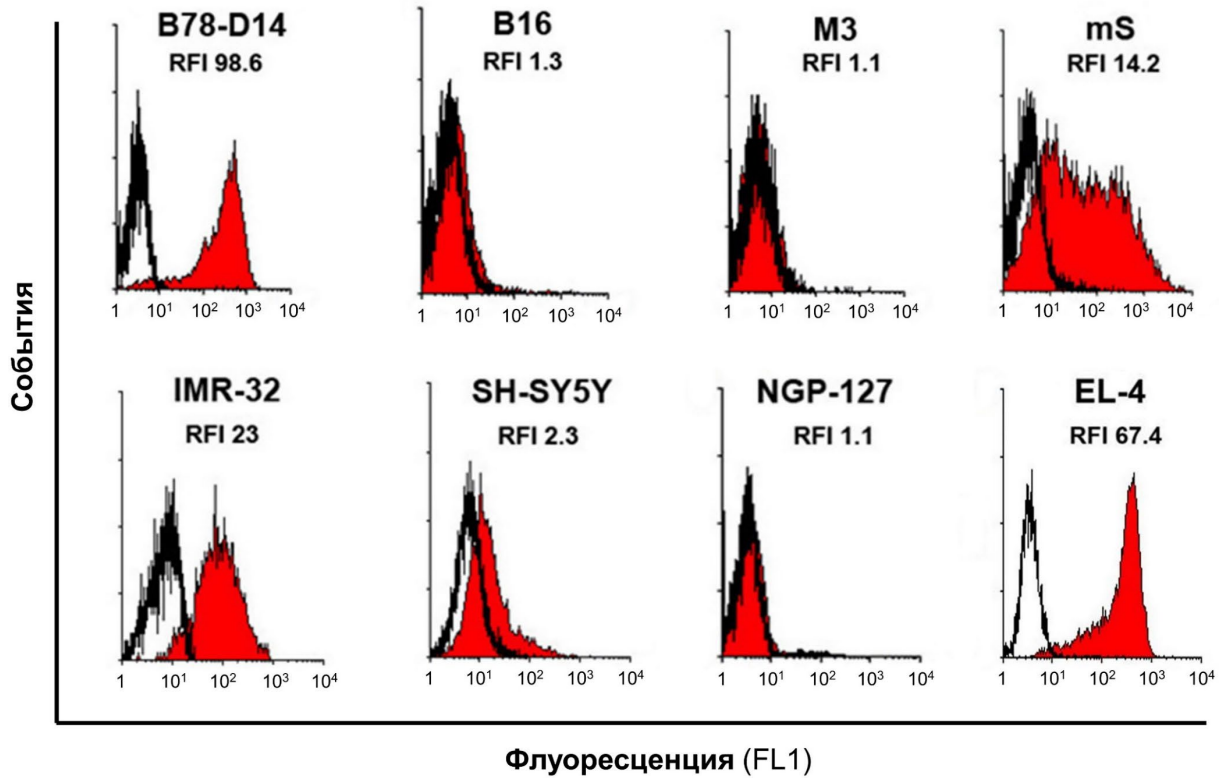 B78-D14
RFI 98.6
B16
RFI 1.3
M3
RFI 1.1
mS
RFI 14.2
1 10¹ 10² 10³ 10⁴
1 10¹ 10² 10³ 10⁴
1 10¹ 10² 10³ 10⁴
1 10¹ 10² 10³ 10⁴
IMR-32
RFI 23
SH-SY5Y
RFI 2.3
NGP-127
RFI 1.1
EL-4
RFI 67.4
1 10¹ 10² 10³ 10⁴
1 10¹ 10² 10³ 10⁴
1 10¹ 10² 10³ 10⁴
1 10¹ 10² 10³ 10⁴
События
Флуоресценция (FL1)